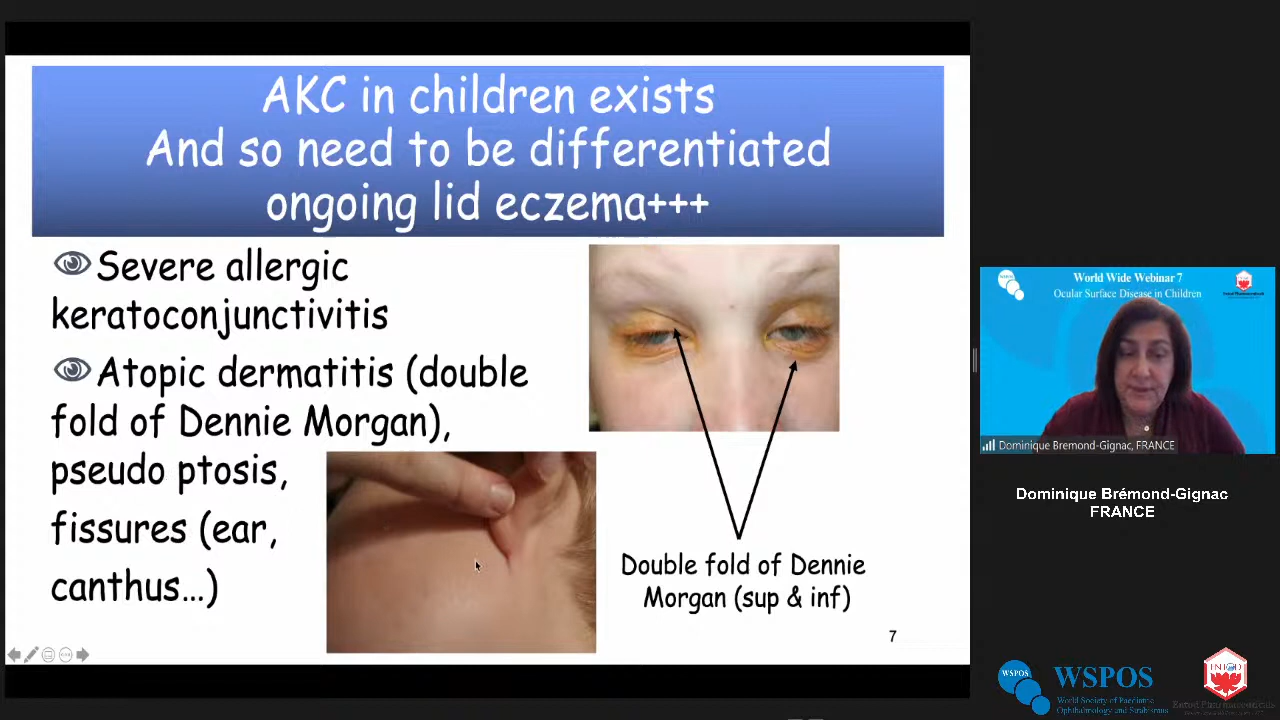 AKC in children exists
And so need to be differentiated
ongoing lid eczema+++
Severe allergic
keratoconjunctivitis
Atopic dermatitis (double
fold of Dennie Morgan),
pseudo ptosis,
fissures (ear,
canthus...)
Double fold of Dennie
Morgan (sup & inf)
7
World Wide Webinar 7
Ocular Surface Disease in Children
Dominique Bremond-Gignac, FRANCE
Dominique Brémond-Gignac
FRANCE
WSPOS
WSPOS
World Society of Paediatric
Ophthalmology and Strabismus